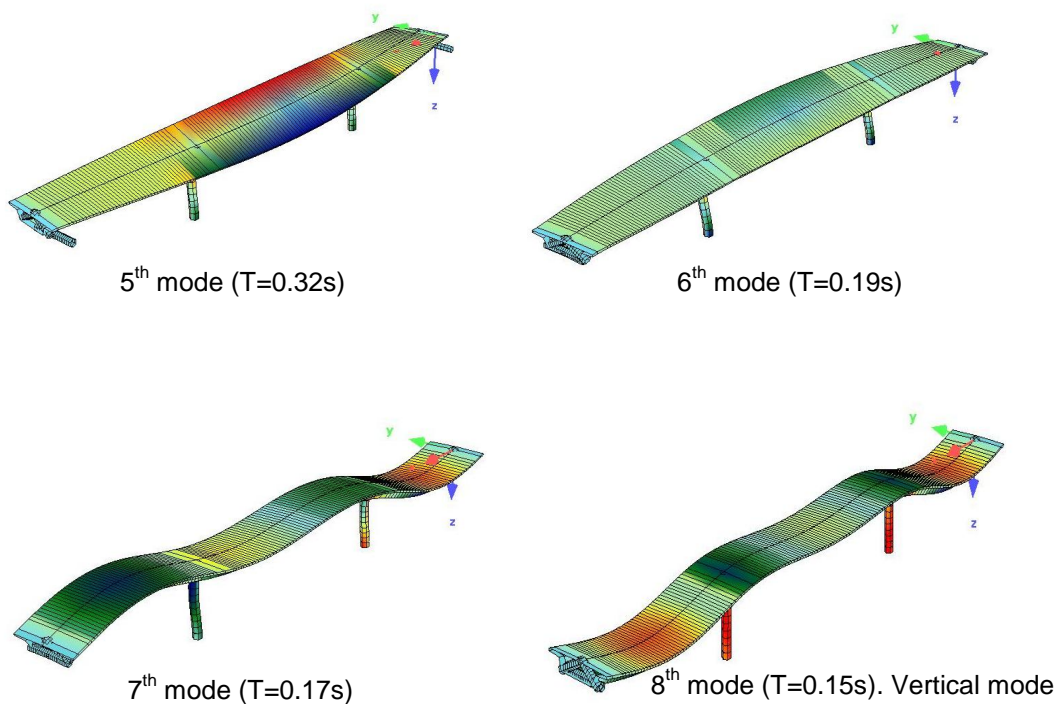 y
z
y
z
5th mode (T=0.32s)
6th mode (T=0.19s)
y
z
y
z
7th mode (T=0.17s)
8th mode (T=0.15s). Vertical mode